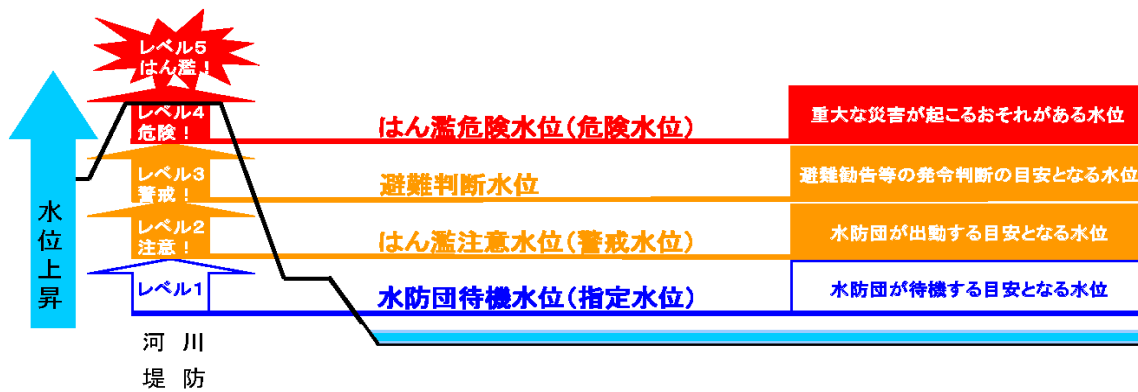 レベル5
はん濫！
レベル4
危険！
はん濫危険水位（危険水位）
重大な災害が起こるおそれがある水位
レベル3
警戒！
避難判断水位
避難勧告等の発令判断の目安となる水位
レベル2
注意！
はん濫注意水位（警戒水位）
水防団が出動する目安となる水位
レベル1
水防団待機水位（指定水位）
水防団が待機する目安となる水位
水位上昇
河川
堤防